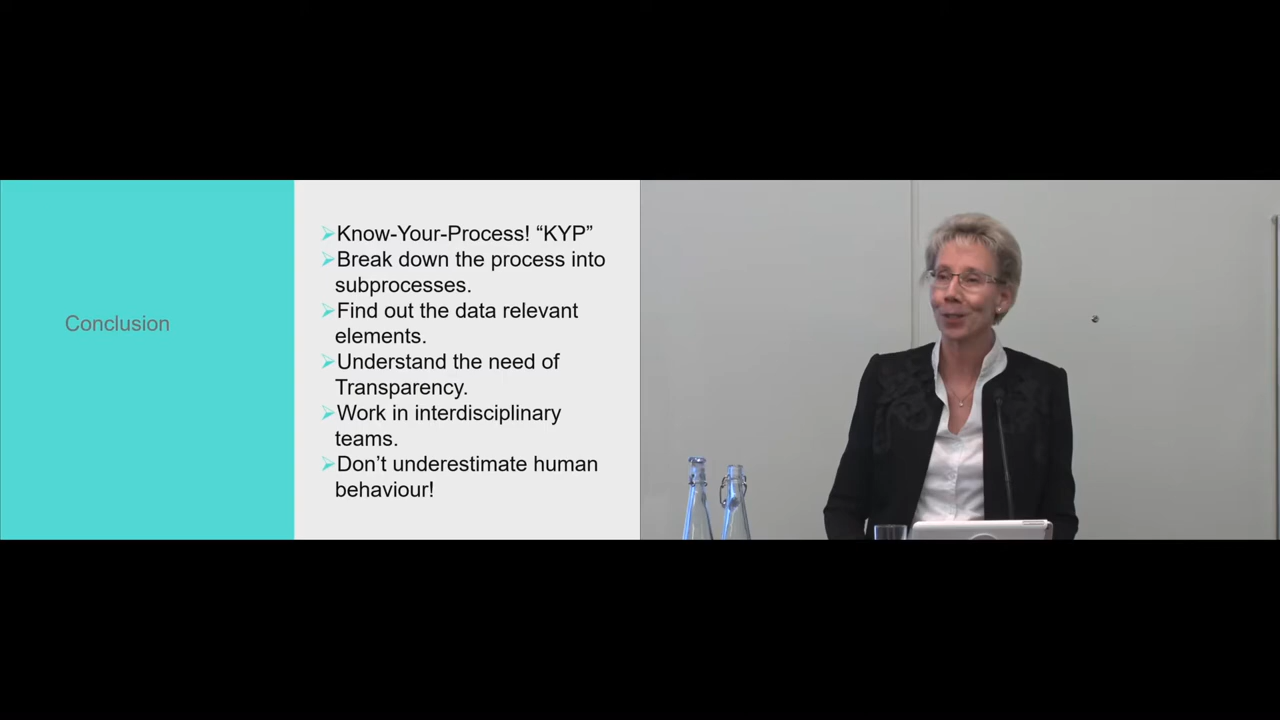 Conclusion
Know-Your-Process! “KYP”
Break down the process into
subprocesses.
Find out the data relevant
elements.
Understand the need of
Transparency.
Work in interdisciplinary
teams.
Don’t underestimate human
behaviour!